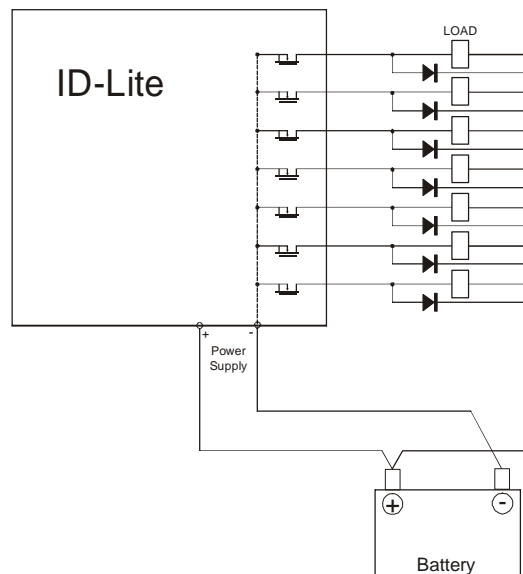 LOAD
ID-Lite
+
-
Power
Supply
+
-
Battery